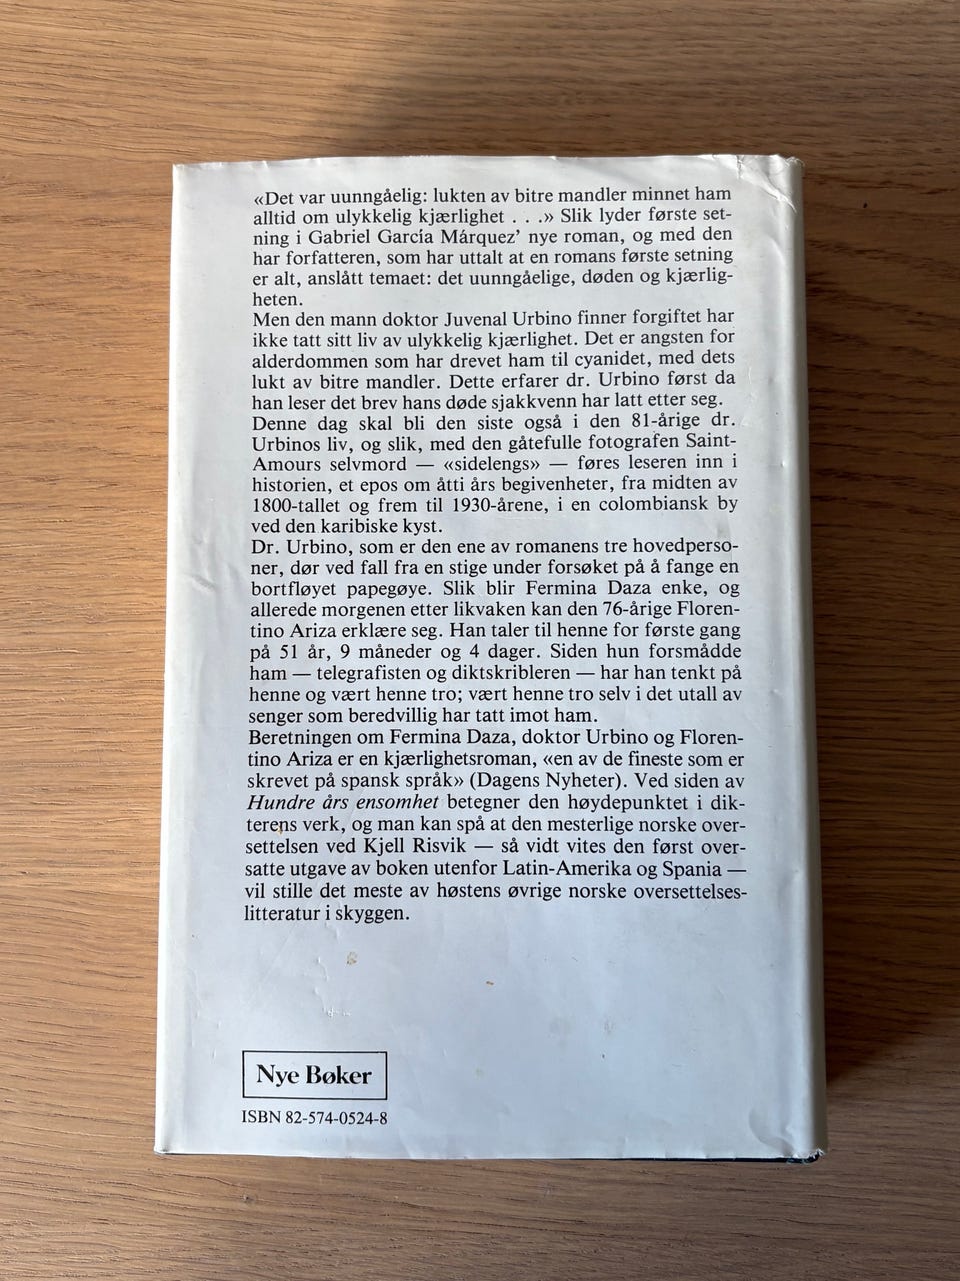 «Det var uunngåelig: lukten av bitre mandler minnet ham
alltid om ulykkelig kjærlighet . . .» Slik lyder første set-
ning i Gabriel García Márquez’ nye roman, og med den
har forfatteren, som har uttalt at en romans første setning
er alt, anslått temaet: det uunngåelige, døden og kjærlig-
heten.
Men den mann doktor Juvenal Urbino finner forgiftet har
ikke tatt sitt liv av ulykkelig kjærlighet. Det er angsten for
alderdommen som har drevet ham til cyanidet, med dets
lukt av bitre mandler. Dette erfarer dr. Urbino først da
han leser det brev hans døde sjakkvenn har latt etter seg.
Denne dag skal bli den siste også i den 81-årige dr.
Urbinos liv, og slik, med den gåtefulle fotografen Saint-
Amours selvmord — «sidelengs» — føres leseren inn i
historien, et epos om åtti års begivenheter, fra midten av
1800-tallet og frem til 1930-årene, i en colombiansk by
ved den karibiske kyst.
Dr. Urbino, som er den ene av romanens tre hovedperso-
ner, dør ved fall fra en stige under forsøket på å fange en
bortfløyet papegøye. Slik blir Fermina Daza enke, og
allerede morgenen etter likvaken kan den 76-årige Floren-
tino Ariza erklære seg. Han taler til henne for første gang
på 51 år, 9 måneder og 4 dager. Siden hun forsmådde
ham — telegrafisten og diktskribleren — har han tenkt på
henne og vært henne tro; vært henne tro selv i det utall av
senger som beredvillig har tatt imot ham.
Beretningen om Fermina Daza, doktor Urbino og Floren-
tino Ariza er en kjærlighetsroman, «en av de fineste som er
skrevet på spansk språk» (Dagens Nyheter). Ved siden av
Hundre års ensomhet betegner den høydepunktet i dik-
terens verk, og man kan spå at den mesterlige norske over-
settelsen ved Kjell Risvik — så vidt vites den først over-
satte utgave av boken utenfor Latin-Amerika og Spania —
vil stille det meste av høstens øvrige norske oversettelses-
litteratur i skyggen.
Nye Bøker
ISBN 82-574-0524-8